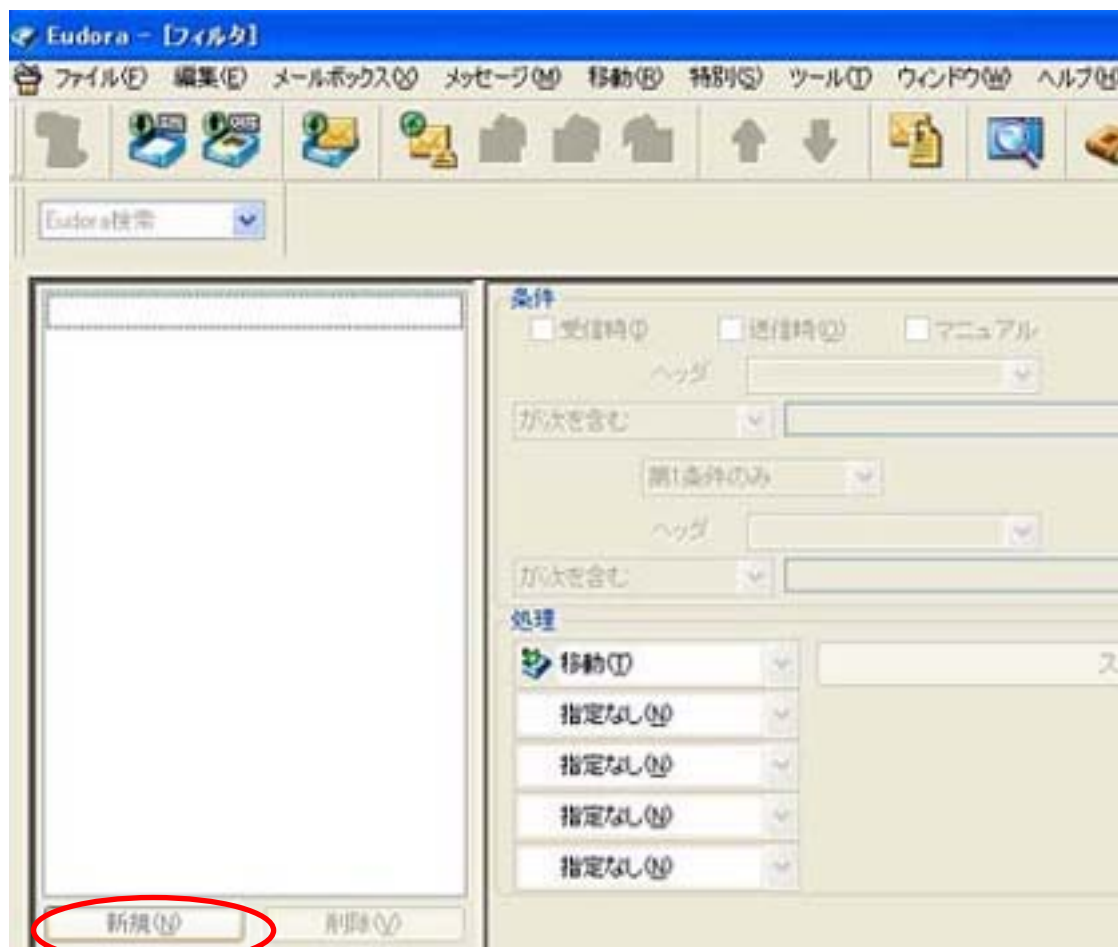 Eudora - [フィルタ]
ファイル(F) 編集(E) メールボックス(X) メッセージ(M) 移動(R) 特別(S) ツール(T) ウィンドウ(W) ヘルプ(H
Eudora検索
条件
受信時(I) 送信時(O) マニュアル
ヘッダ
が次を含む
第1条件のみ
ヘッダ
が次を含む
処理
移動(T) ス
指定なし(N)
指定なし(N)
指定なし(N)
指定なし(N)
新規(N) 削除(V)